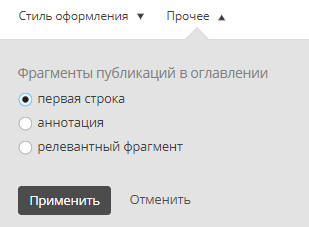 Стиль оформления ▼ Прочее ▲
Фрагменты публикаций в оглавлении
первая строка
аннотация
релевантный фрагмент
Применить Отменить